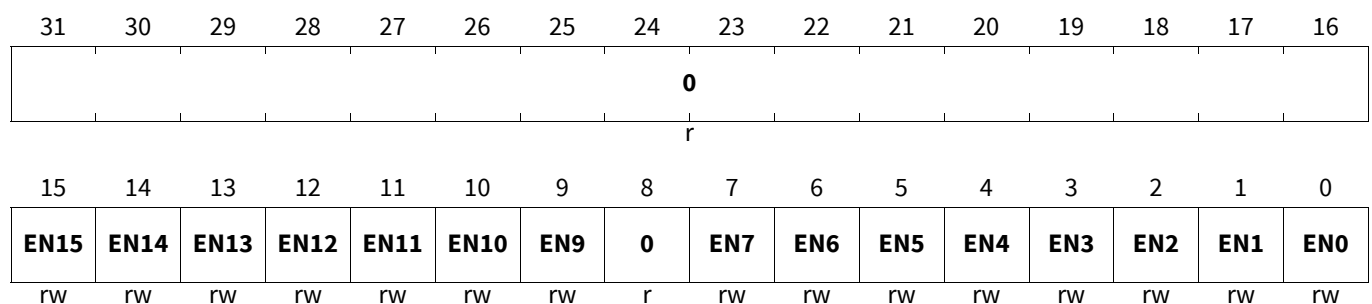 31 30 29 28 27 26 25 24 23 22 21 20 19 18 17 16
0
r
15 14 13 12 11 10 9 8 7 6 5 4 3 2 1 0
EN15 EN14 EN13 EN12 EN11 EN10 EN9 0 EN7 EN6 EN5 EN4 EN3 EN2 EN1 EN0
rw rw rw rw rw rw rw r rw rw rw rw rw rw rw rw